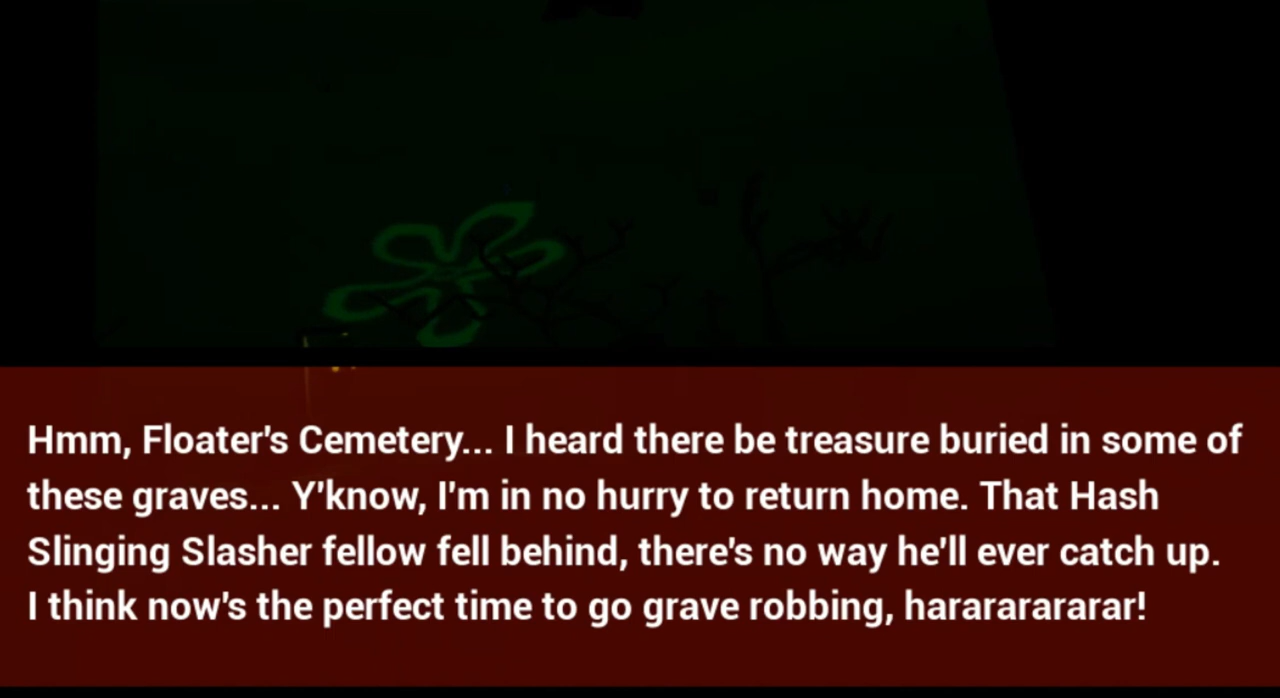 Hmm, Floater's Cemetery... I heard there be treasure buried in some of
these graves... Y'know, I'm in no hurry to return home. That Hash
Slinging Slasher fellow fell behind, there's no way he'll ever catch up.
I think now's the perfect time to go grave robbing, harararararar!